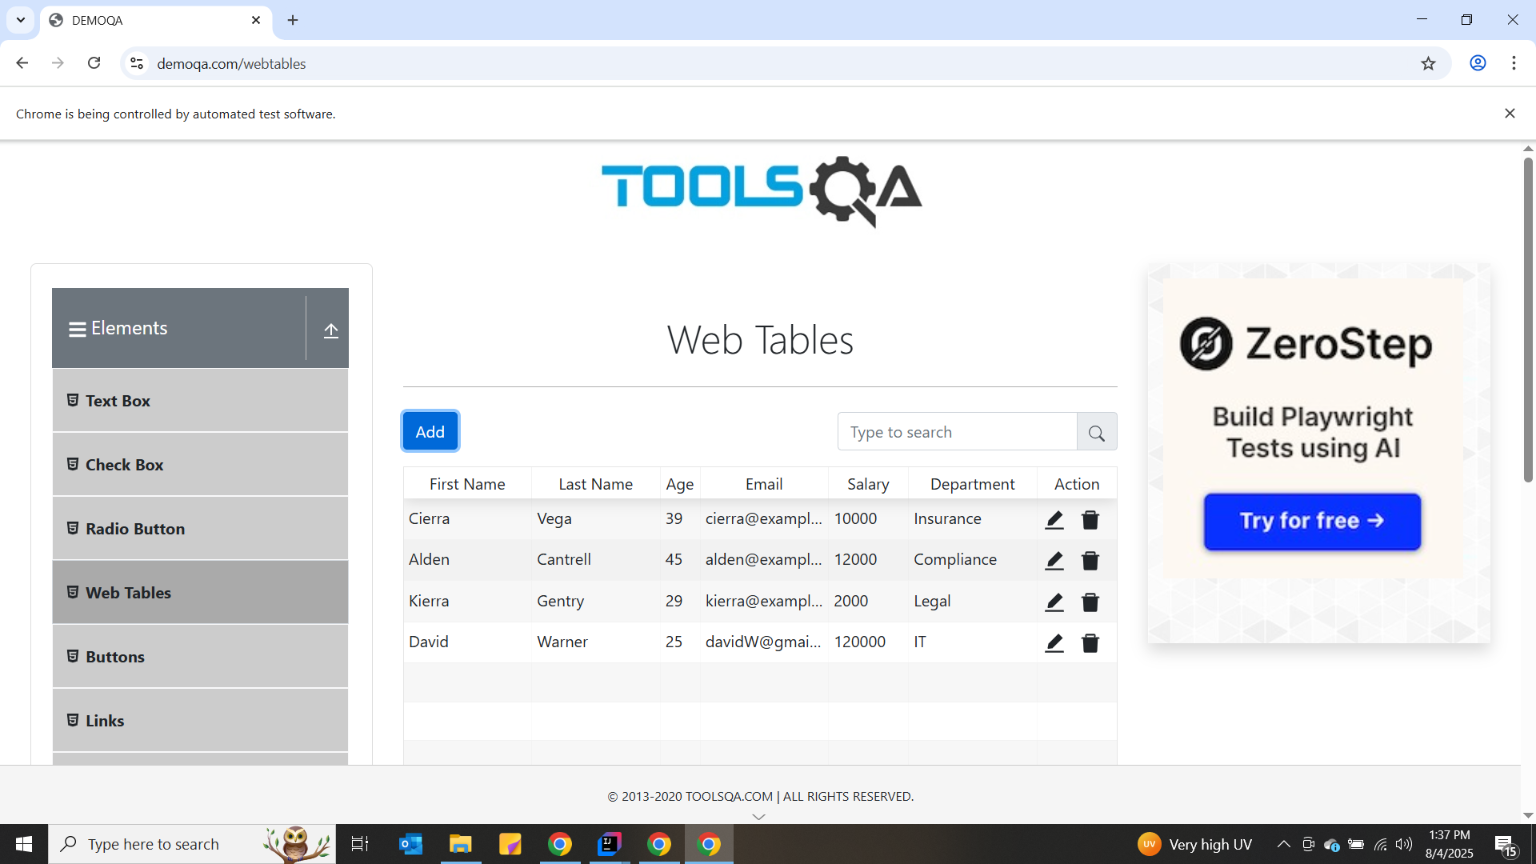 DEMOQA
demoqa.com/webtables
Chrome is being controlled by automated test software.
TOOLSQA
Elements
Text Box
Check Box
Radio Button
Web Tables
Buttons
Links
Web Tables
Add
Type to search
First Name Last Name Age Email Salary Department Action
Cierra Vega 39 cierra@exampl... 10000 Insurance
Alden Cantrell 45 alden@exampl... 12000 Compliance
Kierra Gentry 29 kierra@exampl... 2000 Legal
David Warner 25 davidW@gmai... 120000 IT
ZeroStep
Build Playwright
Tests using AI
Try for free →
© 2013-2020 TOOLSQA.COM | ALL RIGHTS RESERVED.
Type here to search
UV
Very high UV
1:37 PM
8/4/2025
15